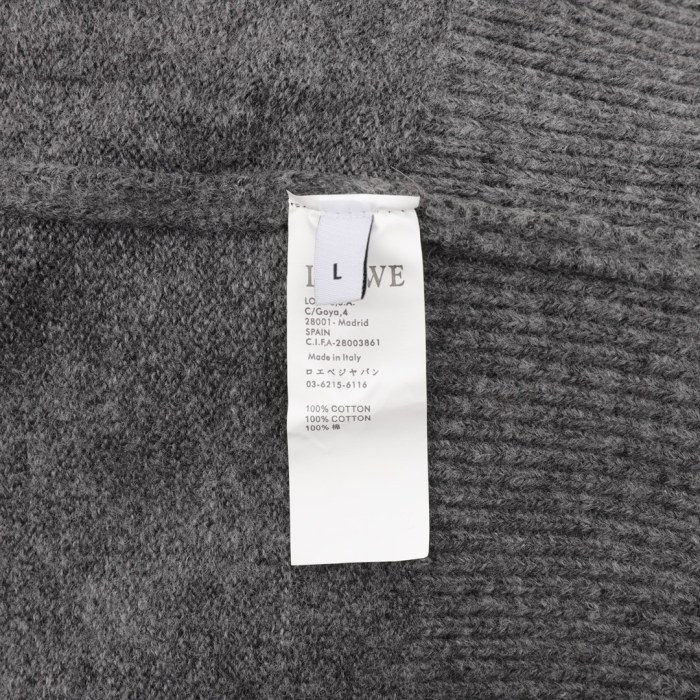 L
WE
C/Goya,4
28001- Madrid
SPAIN
C.I.F,A-28003861
Made in Italy
ロエベジャパン
03-6215-6116
100% COTTON
100% COTTON
100% 棉